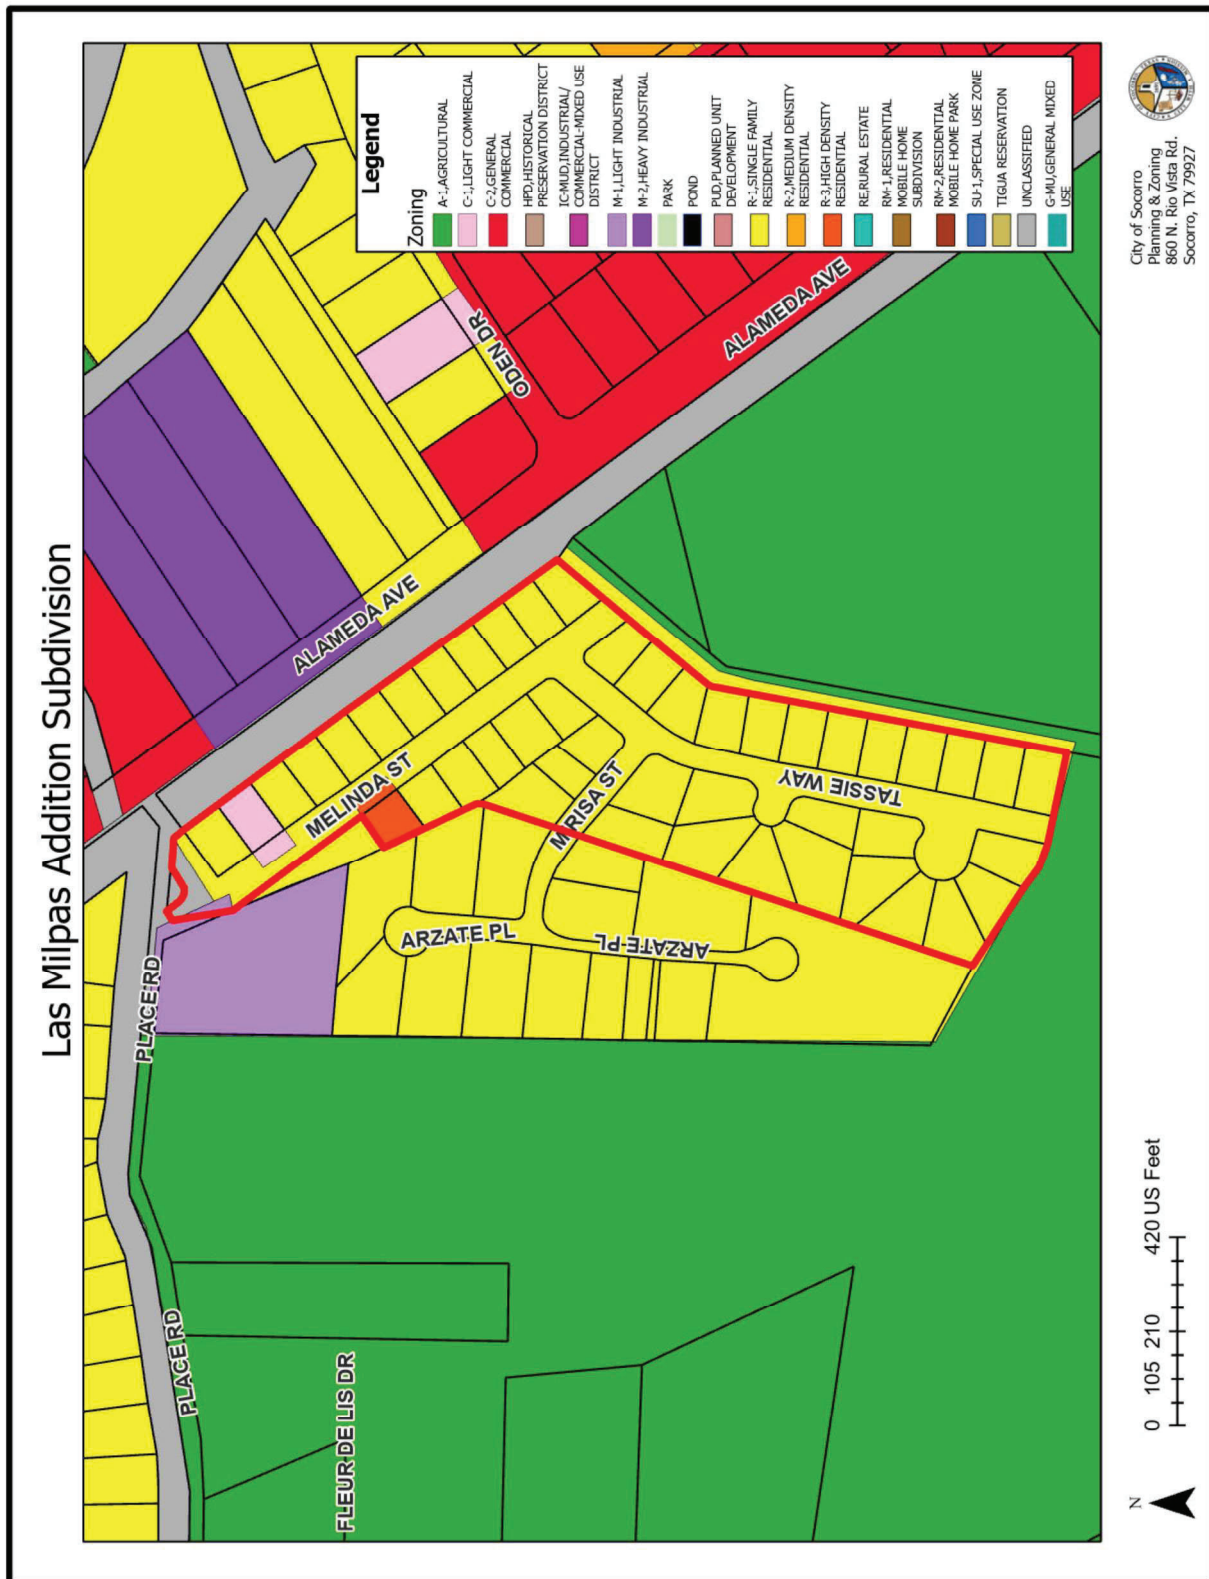 Las Milpas Addition Subdivision
PLACE RD
PLACE RD
FLEUR DE LIS DR
ALAMEDA AVE
ALAMEDA AVE
ODEN DR
MELINDA ST
MIRISA ST
TASSIE WAY
ARZATE PL
ARZATE PL
Legend
Zoning
A-1,AGRICULTURAL
C-1,LIGHT COMMERCIAL
C-2,GENERAL
COMMERCIAL
HPD,HISTORICAL
PRESERVATION DISTRICT
IC-MUD,INDUSTRIAL/
COMMERCIAL-MIXED USE
DISTRICT
M-1,LIGHT INDUSTRIAL
M-2,HEAVY INDUSTRIAL
PARK
POND
PUD,PLANNED UNIT
DEVELOPMENT
R-1,SINGLE FAMILY
RESIDENTIAL
R-2,MEDIUM DENSITY
RESIDENTIAL
R-3,HIGH DENSITY
RESIDENTIAL
RE,RURAL ESTATE
RM-1,RESIDENTIAL
MOBILE HOME
SUBDIVISION
RM-2,RESIDENTIAL
MOBILE HOME PARK
SU-1,SPECIAL USE ZONE
TIGUA RESERVATION
UNCLASSIFIED
G-MU,GENERAL MIXED
USE
N
0 105 210 420 US Feet
City of Socorro
Planning & Zoning
860 N. Rio Vista Rd.
Socorro, TX 79927